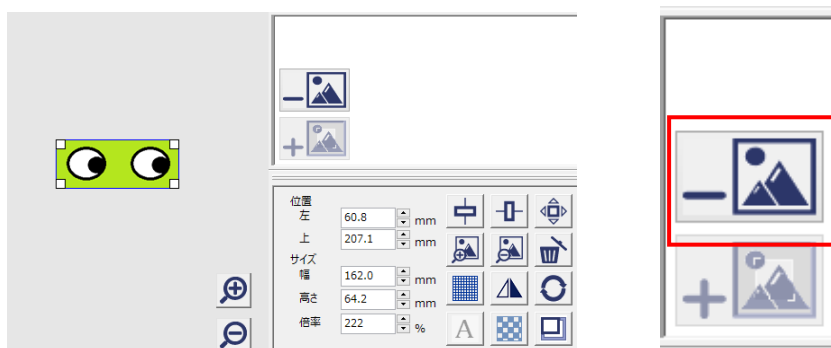 位置
左 60.8 mm
上 207.1 mm
サイズ
幅 162.0 mm
高さ 64.2 mm
倍率 222 %
A